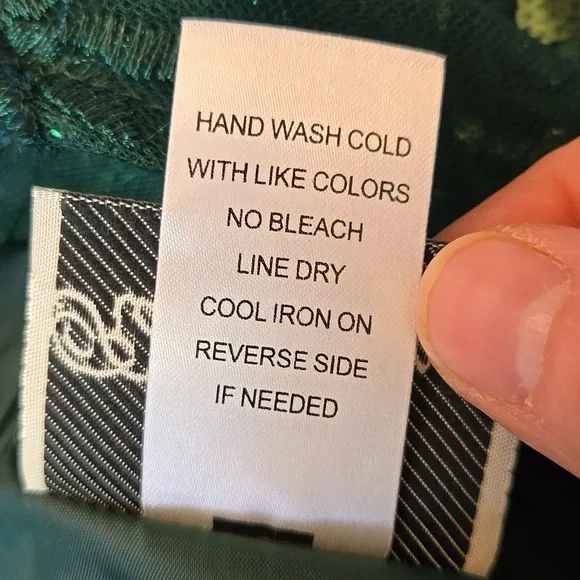 HAND WASH COLD
WITH LIKE COLORS
NO BLEACH
LINE DRY
COOL IRON ON
REVERSE SIDE
IF NEEDED